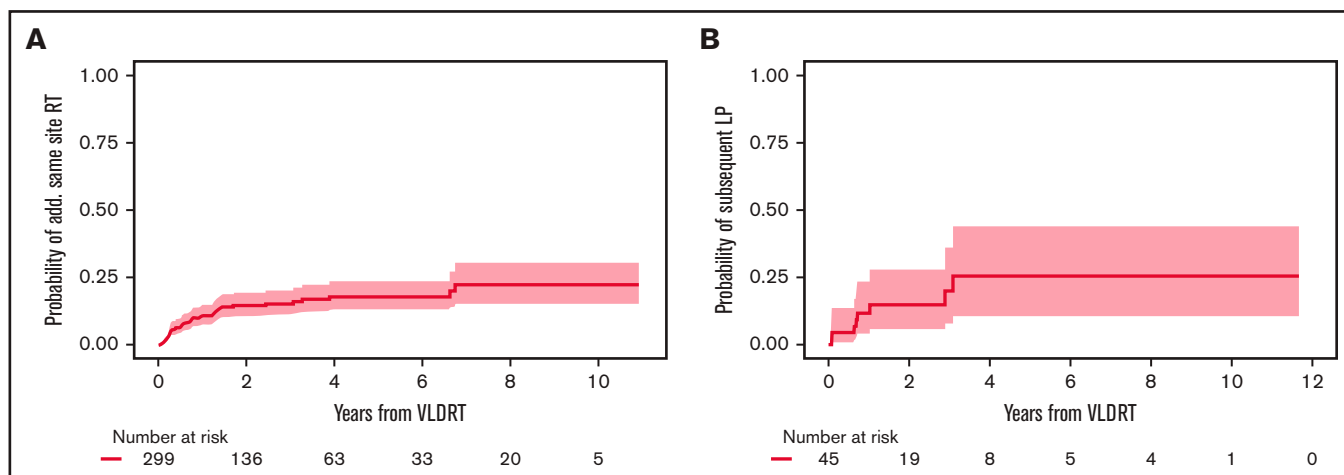 A
Probability of add. same site RT
1.00
0.75
0.50
0.25
0.00
0 2 4 6 8 10
Years from VLDRT
Number at risk
299 136 63 33 20 5
B
Probability of subsequent LP
1.00
0.75
0.50
0.25
0.00
0 2 4 6 8 10 12
Years from VLDRT
Number at risk
45 19 8 5 4 1 0